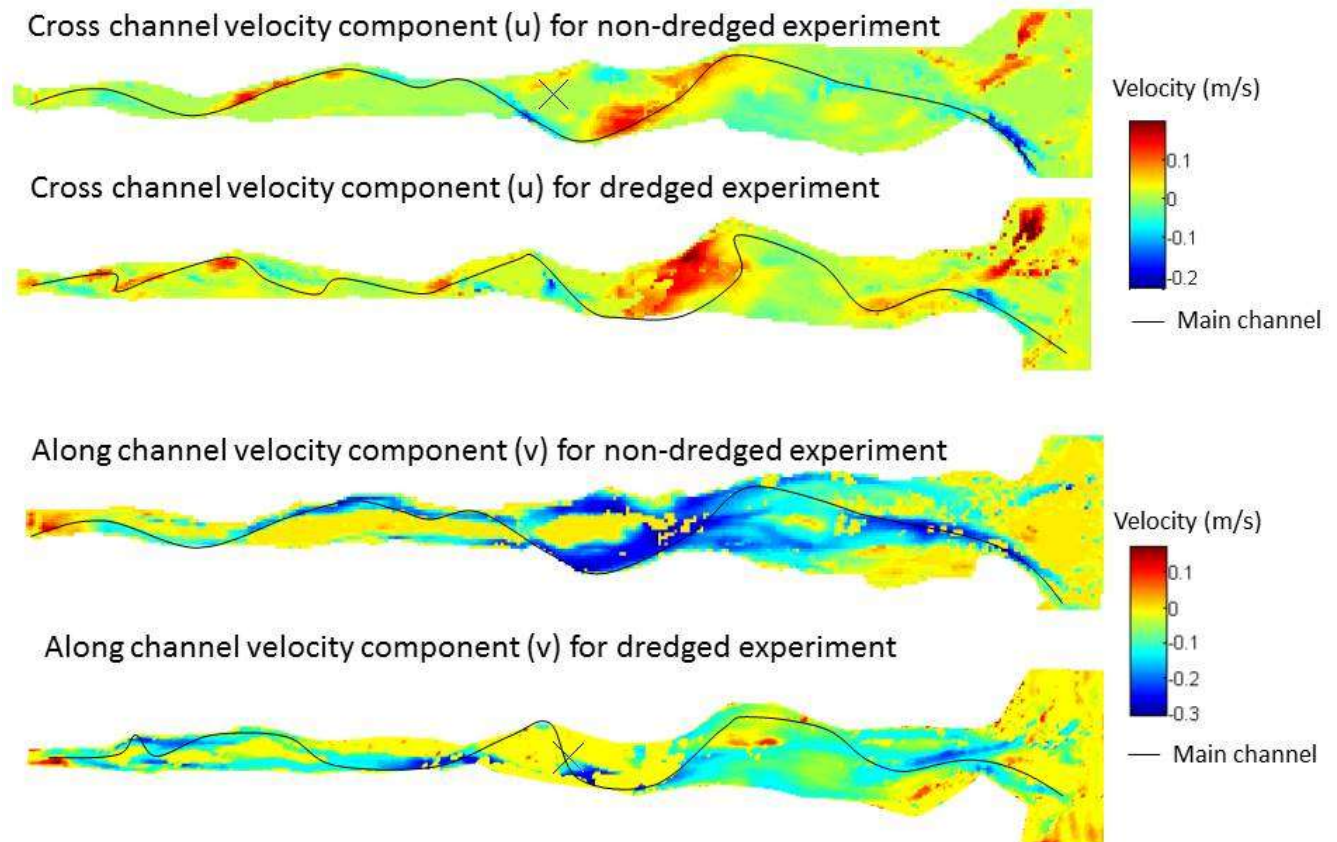 Cross channel velocity component (u) for non-dredged experiment
Velocity (m/s)
0.1
0
-0.1
-0.2
Main channel
Cross channel velocity component (u) for dredged experiment
Along channel velocity component (v) for non-dredged experiment
Velocity (m/s)
0.1
0
-0.1
-0.2
-0.3
Main channel
Along channel velocity component (v) for dredged experiment